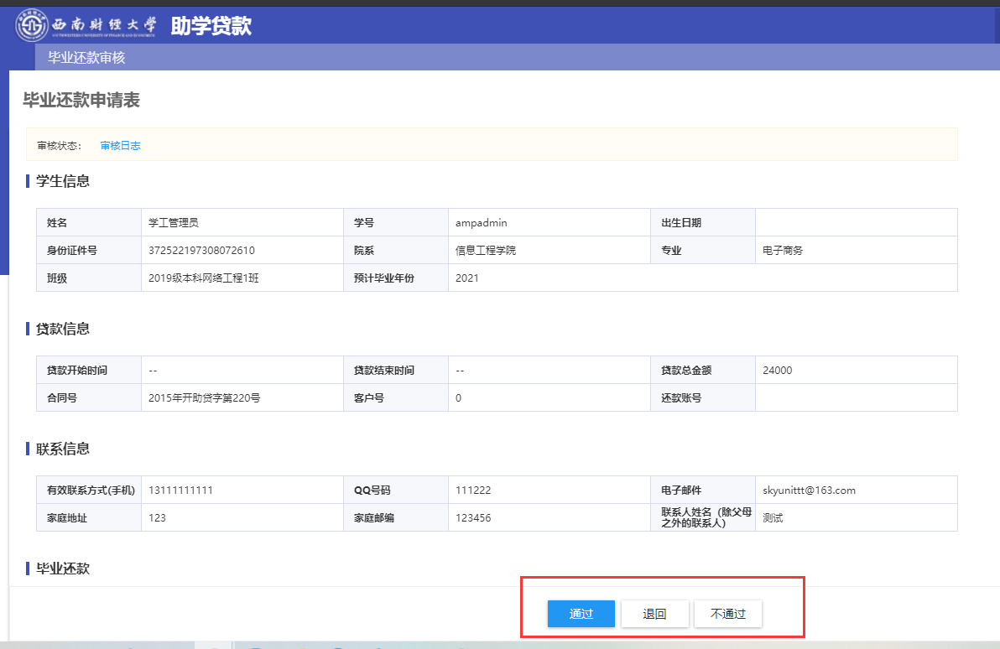 西南财经大学 助学贷款
SOUTHWESTERN UNIVERSITY OF FINANCE AND ECONOMICS
毕业还款审核
毕业还款申请表
审核状态： 审核日志
学生信息
姓名 学工管理员 学号 ampadmin 出生日期
身份证件号 372522197308072610 院系 信息工程学院 专业 电子商务
班级 2019级本科网络工程1班 预计毕业年份 2021
贷款信息
贷款开始时间 -- 贷款结束时间 -- 贷款总金额 24000
合同号 2015年开助贷字第220号 客户号 0 还款账号
联系信息
有效联系方式(手机) 13111111111 QQ号码 111222 电子邮件 skyunittt@163.com
家庭地址 123 家庭邮编 123456 联系人姓名（除父母之外的联系人） 测试
毕业还款
通过 退回 不通过